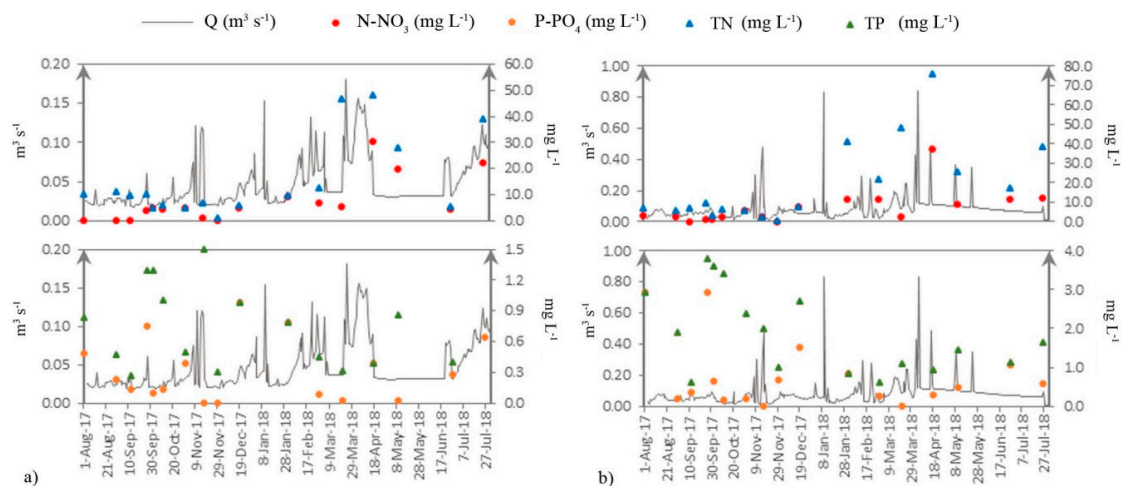 Q (m³ s⁻¹) N-NO₃ (mg L⁻¹) P-PO₄ (mg L⁻¹) TN (mg L⁻¹) TP (mg L⁻¹)
0.20 0.15 0.10 0.05 0.00
m³ s⁻¹
60.0 50.0 40.0 30.0 20.0 10.0 0.0
mg L⁻¹
1.00 0.80 0.60 0.40 0.20 0.00
m³ s⁻¹
80.0 70.0 60.0 50.0 40.0 30.0 20.0 10.0 0.0
mg L⁻¹
0.20 0.15 0.10 0.05 0.00
m³ s⁻¹
1.5 1.2 0.9 0.6 0.3 0.0
mg L⁻¹
1.00 0.80 0.60 0.40 0.20 0.00
m³ s⁻¹
4.0 3.0 2.0 1.0 0.0
mg L⁻¹
a)
1-Aug-17 21-Aug-17 10-Sep-17 30-Sep-17 20-Oct-17 9-Nov-17 29-Nov-17 19-Dec-17 8-Jan-18 28-Jan-18 17-Feb-18 9-Mar-18 29-Mar-18 18-Apr-18 8-May-18 28-May-18 17-Jun-18 7-Jul-18 27-Jul-18
b)
1-Aug-17 21-Aug-17 10-Sep-17 30-Sep-17 20-Oct-17 9-Nov-17 29-Nov-17 19-Dec-17 8-Jan-18 28-Jan-18 17-Feb-18 9-Mar-18 29-Mar-18 18-Apr-18 8-May-18 28-May-18 17-Jun-18 7-Jul-18 27-Jul-18